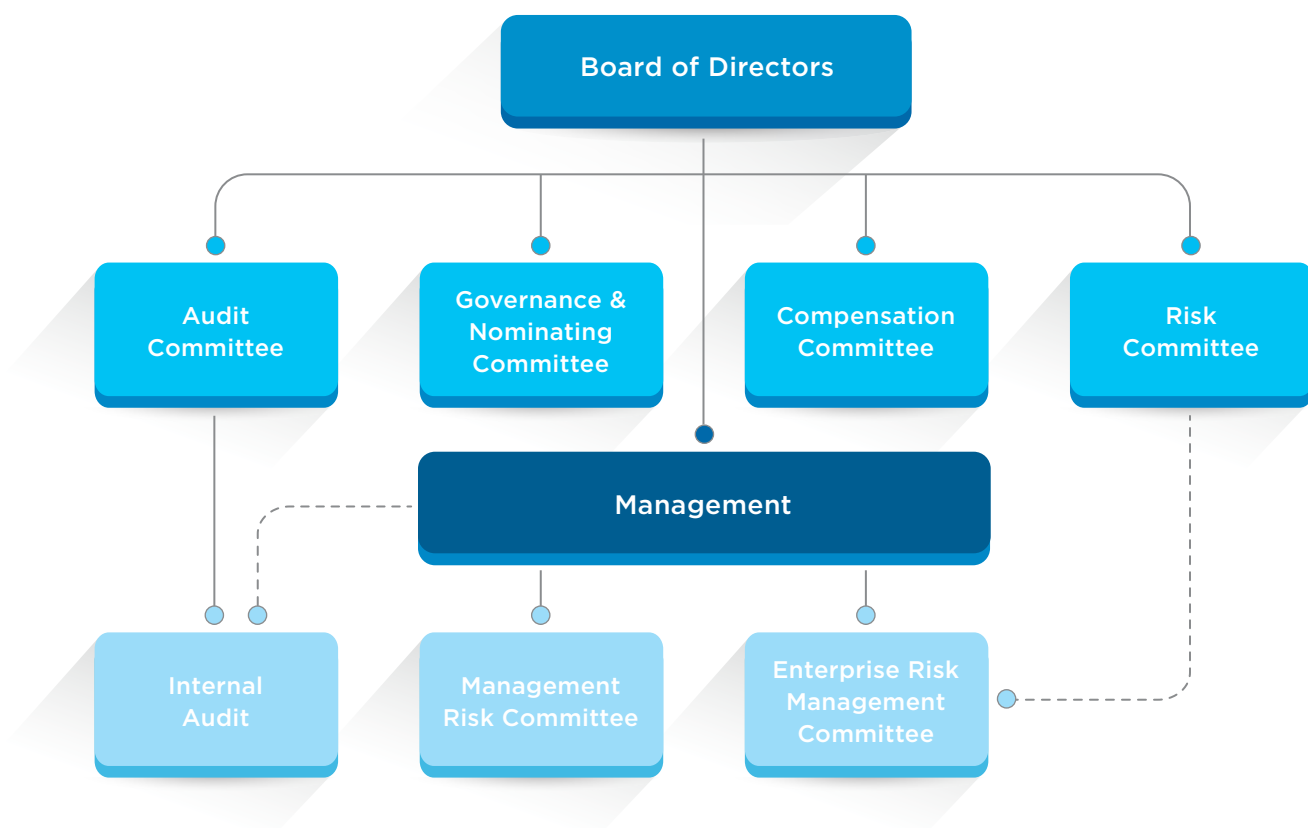 Board of Directors
Audit
Committee
Governance &
Nominating
Committee
Compensation
Committee
Risk
Committee
Management
Internal
Audit
Management
Risk Committee
Enterprise Risk
Management
Committee